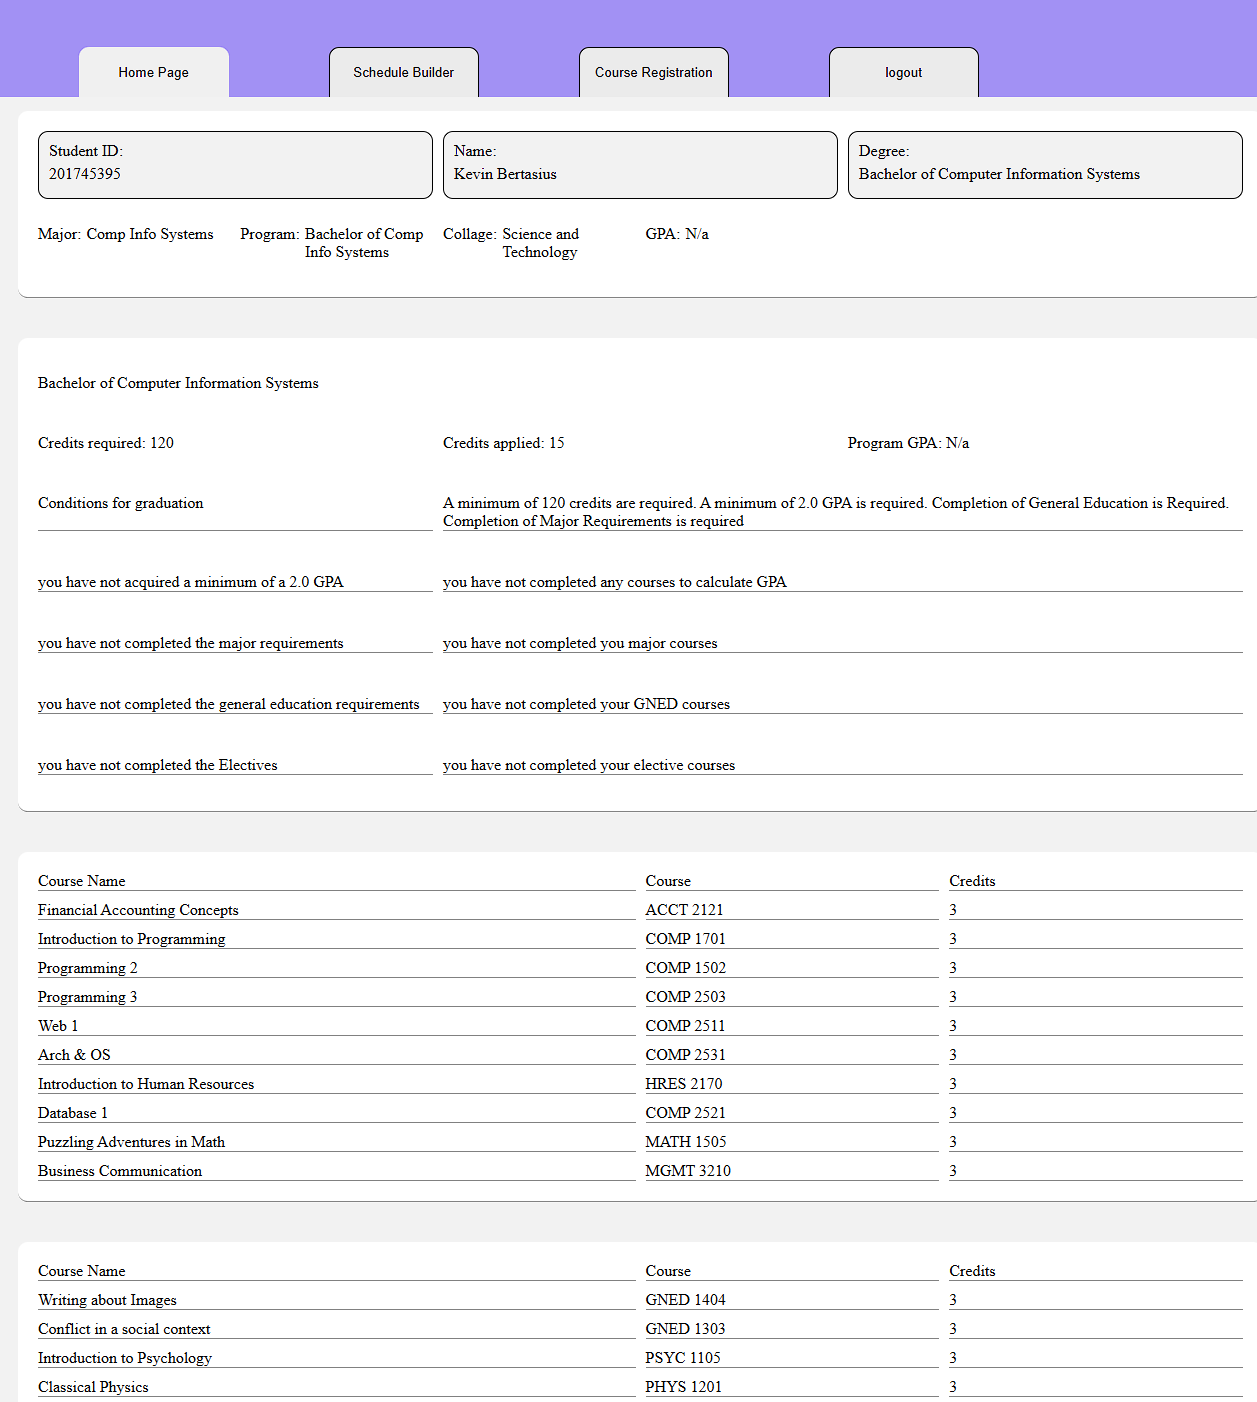 Home Page
Schedule Builder
Course Registration
logout
Student ID:
201745395
Name:
Kevin Bertasius
Degree:
Bachelor of Computer Information Systems
Major: Comp Info Systems
Program: Bachelor of Comp
Info Systems
Collage: Science and
Technology
GPA: N/a
Bachelor of Computer Information Systems
Credits required: 120
Credits applied: 15
Program GPA: N/a
Conditions for graduation
A minimum of 120 credits are required. A minimum of 2.0 GPA is required. Completion of General Education is Required.
Completion of Major Requirements is required
you have not acquired a minimum of a 2.0 GPA
you have not completed any courses to calculate GPA
you have not completed the major requirements
you have not completed you major courses
you have not completed the general education requirements
you have not completed your GNED courses
you have not completed the Electives
you have not completed your elective courses
Course Name Course Credits
Financial Accounting Concepts ACCT 2121 3
Introduction to Programming COMP 1701 3
Programming 2 COMP 1502 3
Programming 3 COMP 2503 3
Web 1 COMP 2511 3
Arch & OS COMP 2531 3
Introduction to Human Resources HRES 2170 3
Database 1 COMP 2521 3
Puzzling Adventures in Math MATH 1505 3
Business Communication MGMT 3210 3
Course Name Course Credits
Writing about Images GNED 1404 3
Conflict in a social context GNED 1303 3
Introduction to Psychology PSYC 1105 3
Classical Physics PHYS 1201 3